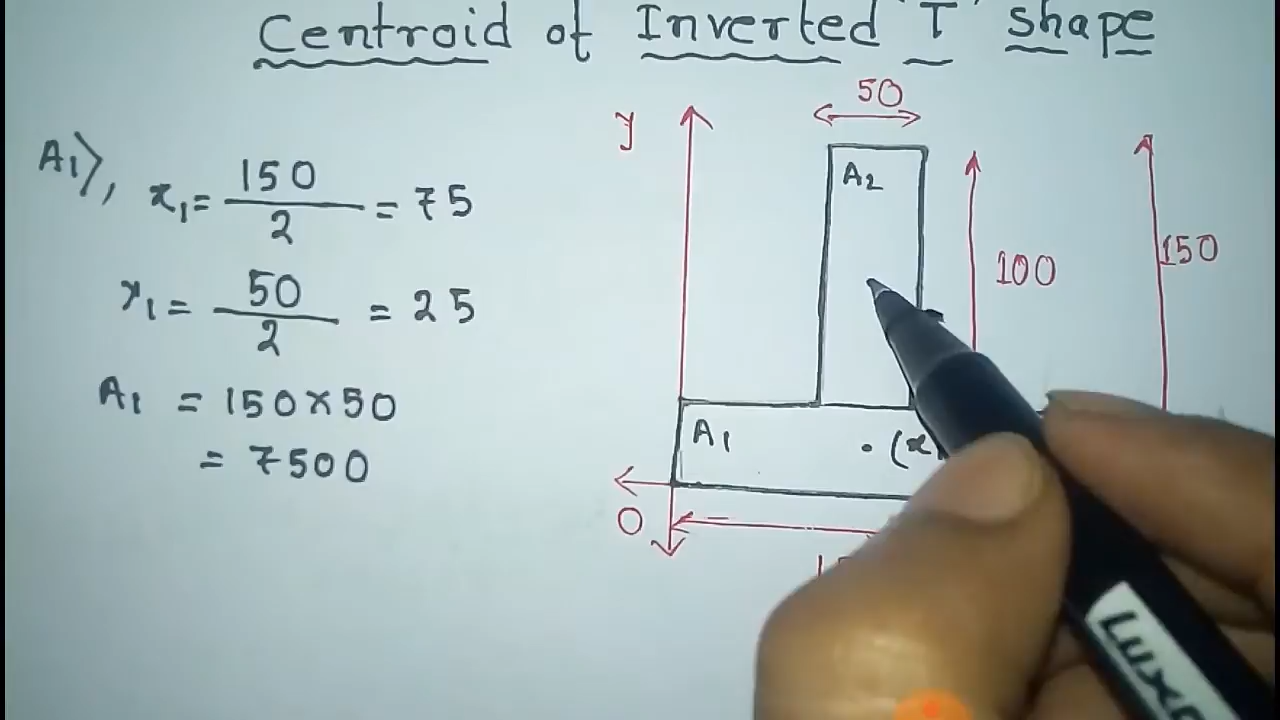 Centroid of Inverted 'T' shape
A1>, x1 = 150/2 = 75
y1 = 50/2 = 25
A1 = 150×50
= 7500
50
y
A2
100
150
A1
(x
O
LUX